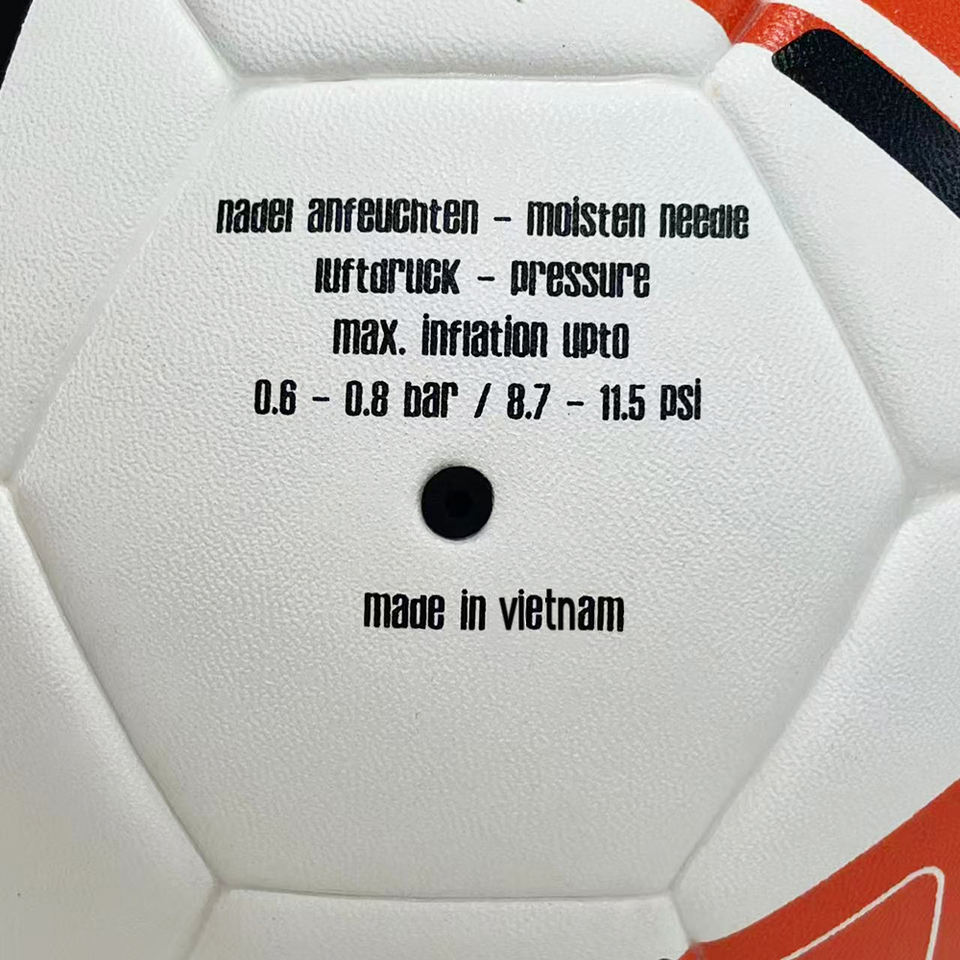 nadel anfeuchten - moisten needle
luftdruck - pressure
max. inflation upto
0.6 - 0.8 bar / 8.7 - 11.5 psi
made in vietnam